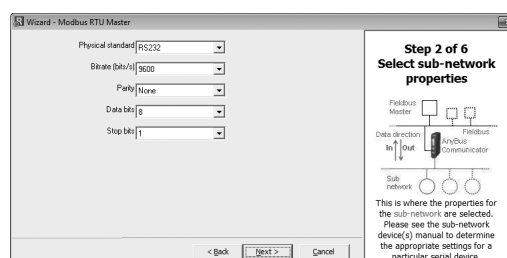 Wizard - Modbus RTU Master
Physical standard RS232
Bitrate (bits/s) 9600
Parity None
Data bits 8
Stop bits 1
< Back Next > Cancel
Step 2 of 6
Select sub-network
properties
Fieldbus
Master
Data direction
In Out
Fieldbus
AnyBus
Communicator
Sub
network
This is where the properties for
the sub-network are selected.
Please see the sub-network
device(s) manual to determine
the appropriate settings for a
particular serial device